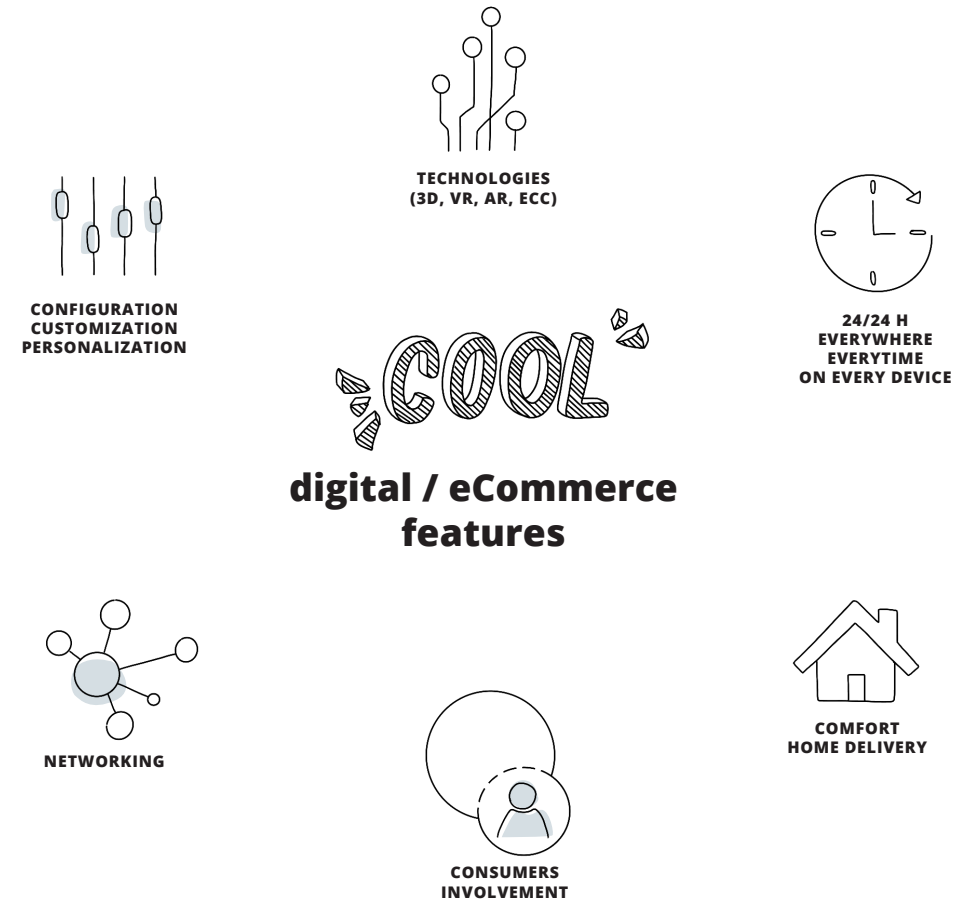 TECHNOLOGIES
(3D, VR, AR, ECC)
CONFIGURATION
CUSTOMIZATION
PERSONALIZATION
24/24 H
EVERYWHERE
EVERYTIME
ON EVERY DEVICE
COOL
digital / eCommerce
features
NETWORKING
COMFORT
HOME DELIVERY
CONSUMERS
INVOLVEMENT